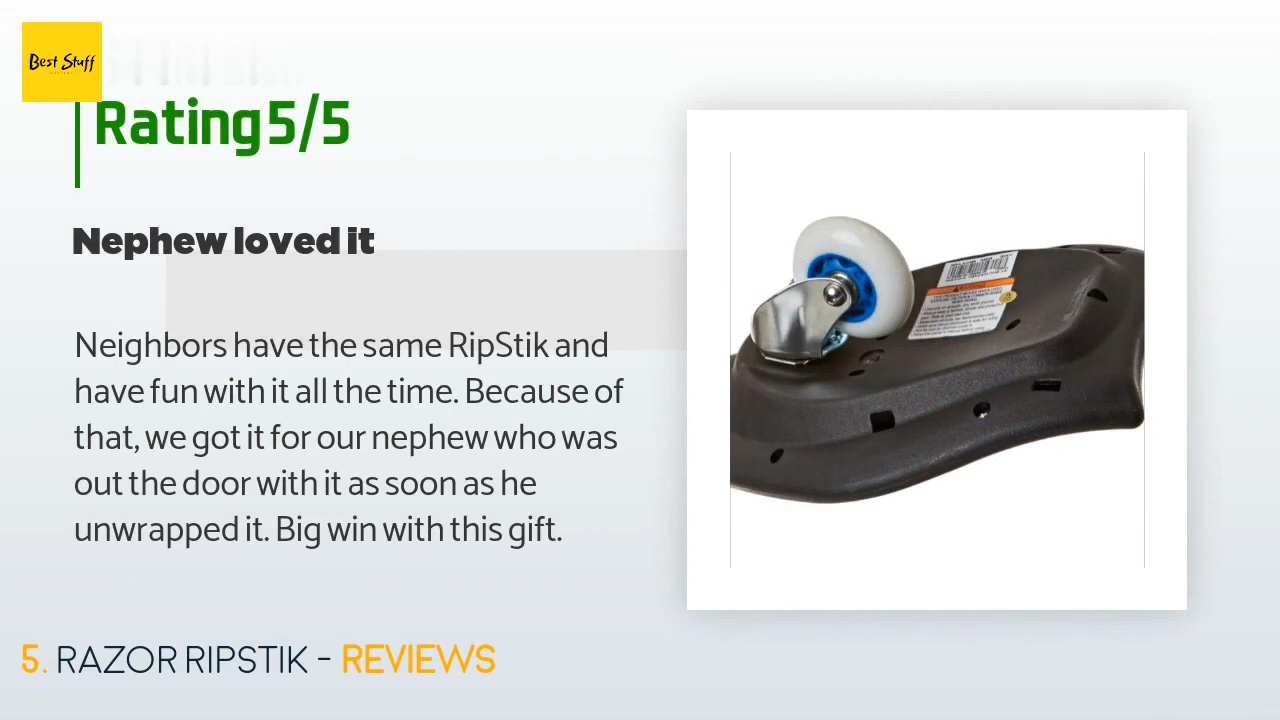 Best Stuff
Rating 5/5
Nephew loved it
Neighbors have the same RipStik and
have fun with it all the time. Because of
that, we got it for our nephew who was
out the door with it as soon as he
unwrapped it. Big win with this gift.
WARNING
5. RAZOR RIPSTIK - REVIEWS